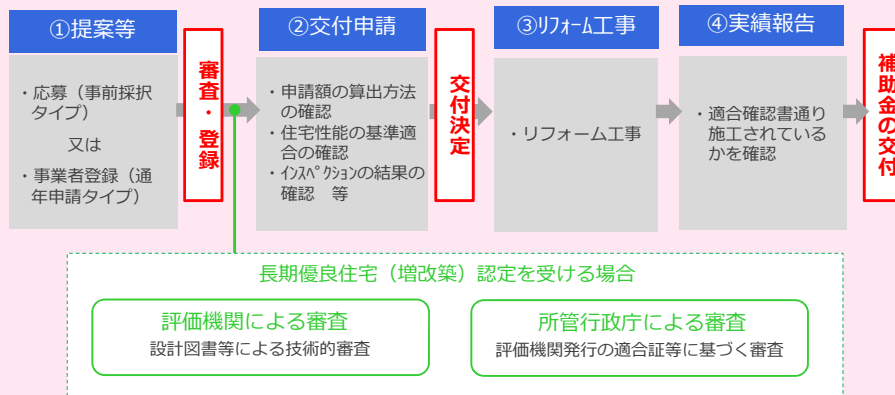 ①提案等
・応募（事前採択
タイプ）
又は
・事業者登録（通
年申請タイプ）
審査・登録
②交付申請
・申請額の算出方法
の確認
・住宅性能の基準適
合の確認
・ｲﾝｽﾍﾟｸｼｮﾝの結果の
確認　等
交付決定
③ﾘﾌｫｰﾑ工事
・リフォーム工事
④実績報告
・適合確認書通り
施工されている
かを確認
補助金の交付
長期優良住宅（増改築）認定を受ける場合
評価機関による審査
設計図書等による技術的審査
所管行政庁による審査
評価機関発行の適合証等に基づく審査